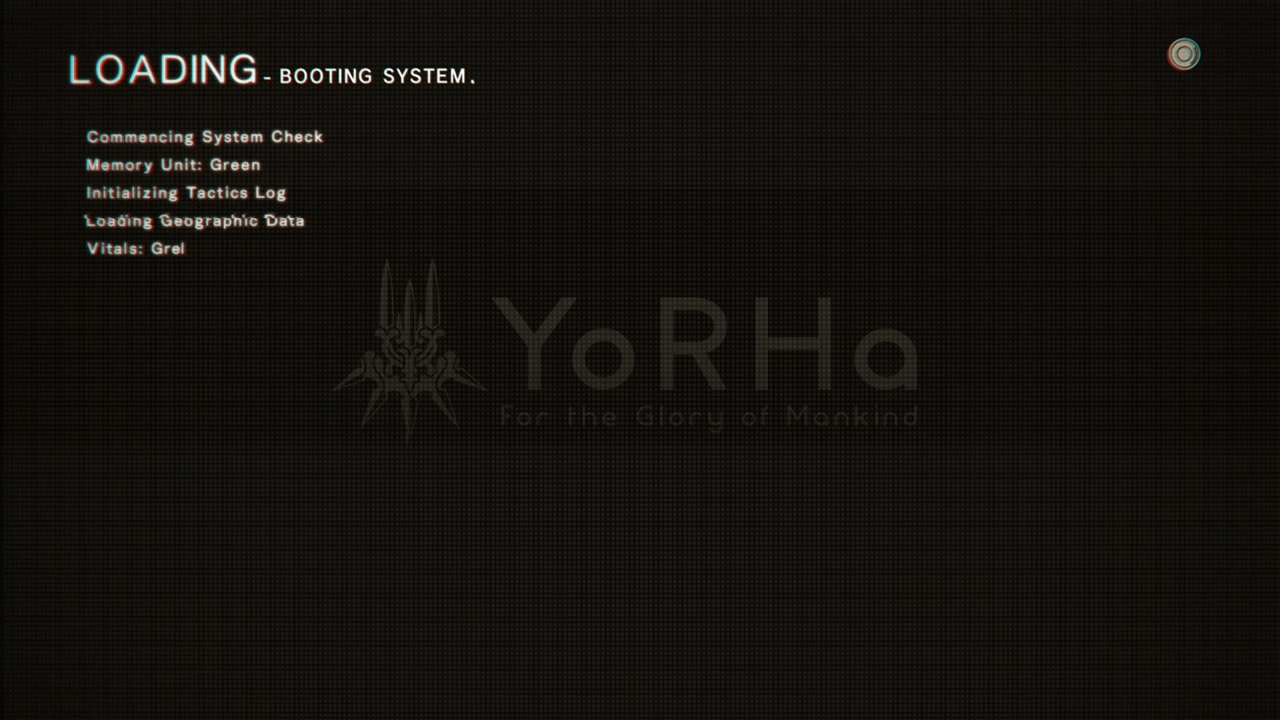 LOADING - BOOTING SYSTEM.
Commencing System Check
Memory Unit: Green
Initializing Tactics Log
Loading Geographic Data
Vitals: Grel
YoRHa
For the Glory of Mankind